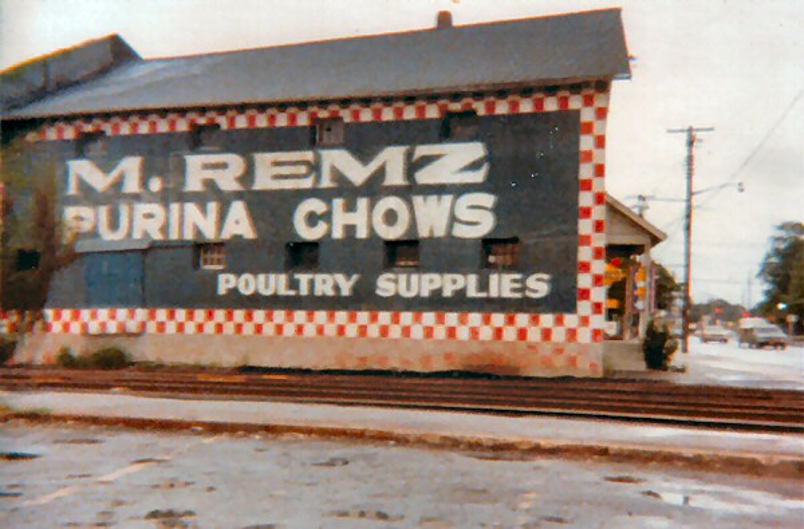 M. REMZ
PURINA CHOWS
POULTRY SUPPLIES